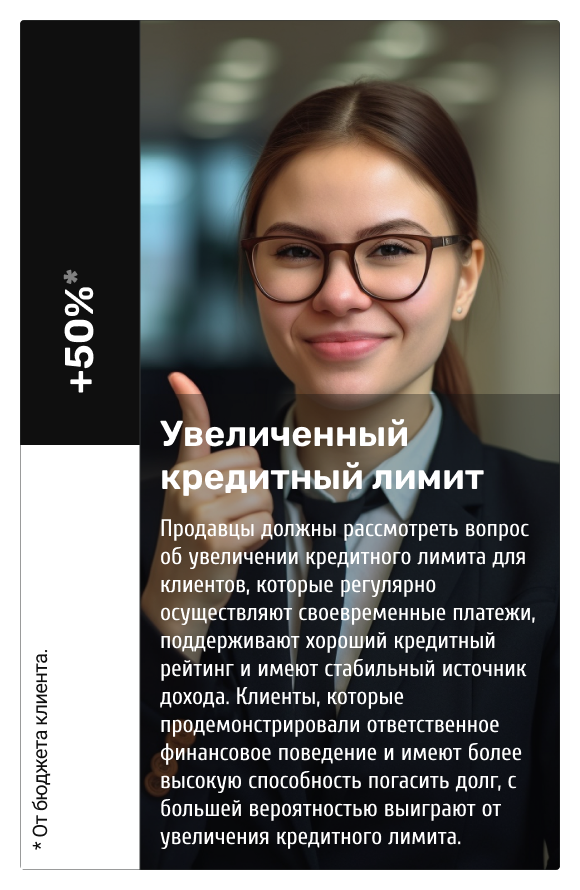 +50%*
* От бюджета клиента.
Увеличенный
кредитный лимит
Продавцы должны рассмотреть вопрос
об увеличении кредитного лимита для
клиентов, которые регулярно
осуществляют своевременные платежи,
поддерживают хороший кредитный
рейтинг и имеют стабильный источник
дохода. Клиенты, которые
продемонстрировали ответственное
финансовое поведение и имеют более
высокую способность погасить долг, с
большей вероятностью выиграют от
увеличения кредитного лимита.